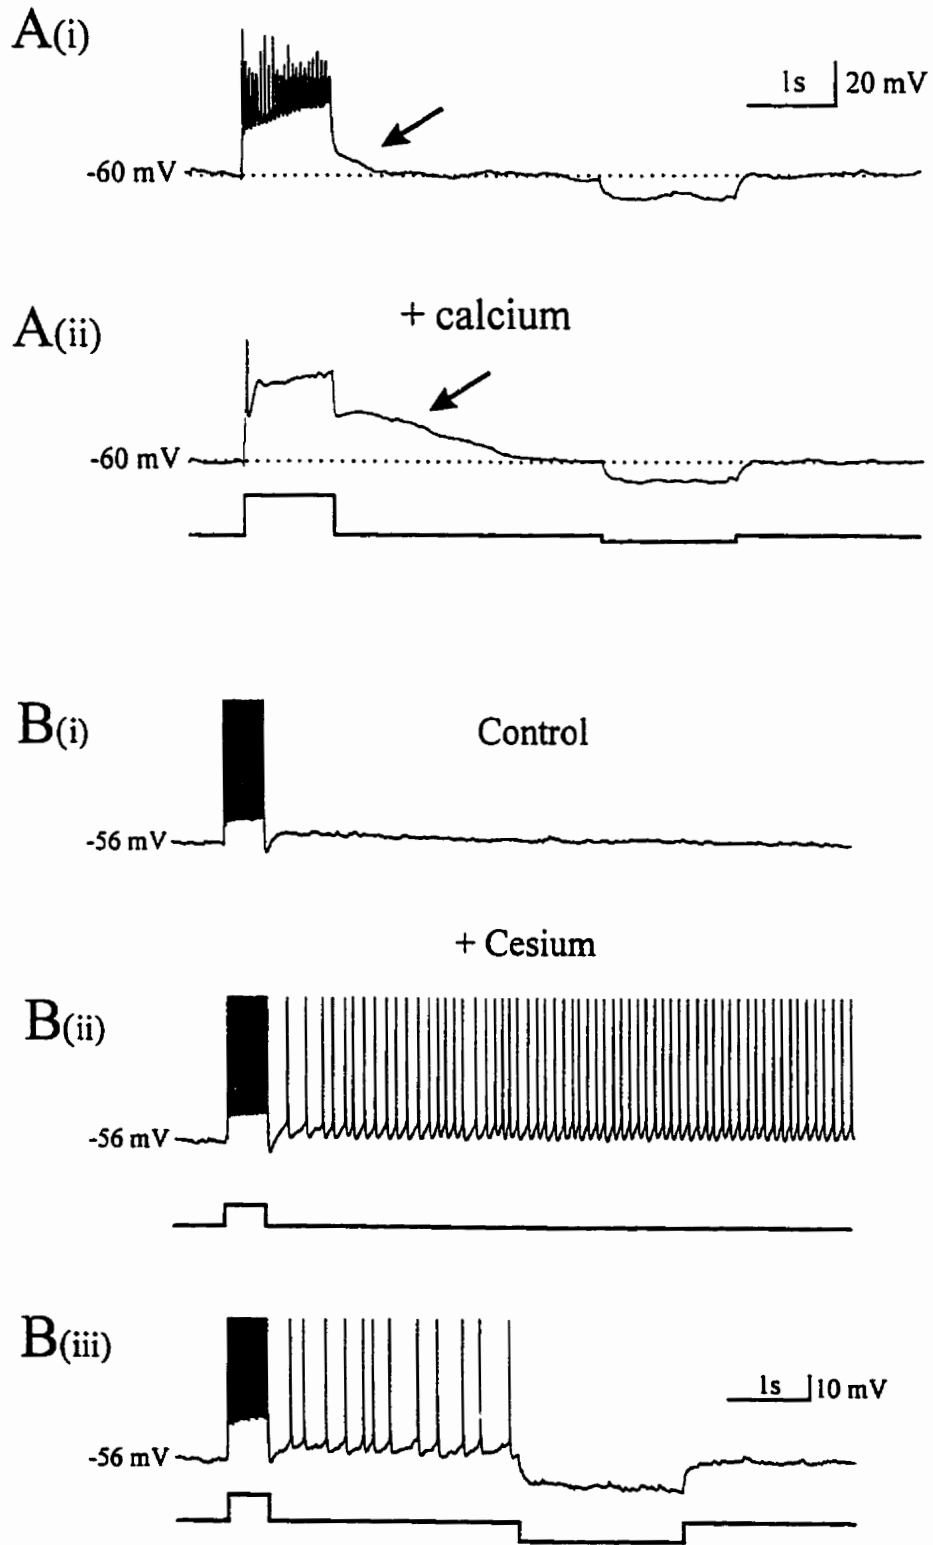 A(i)
1s 20 mV
-60 mV
A(ii)
+ calcium
-60 mV
B(i)
Control
-56 mV
+ Cesium
B(ii)
-56 mV
B(iii)
1s 10 mV
-56 mV